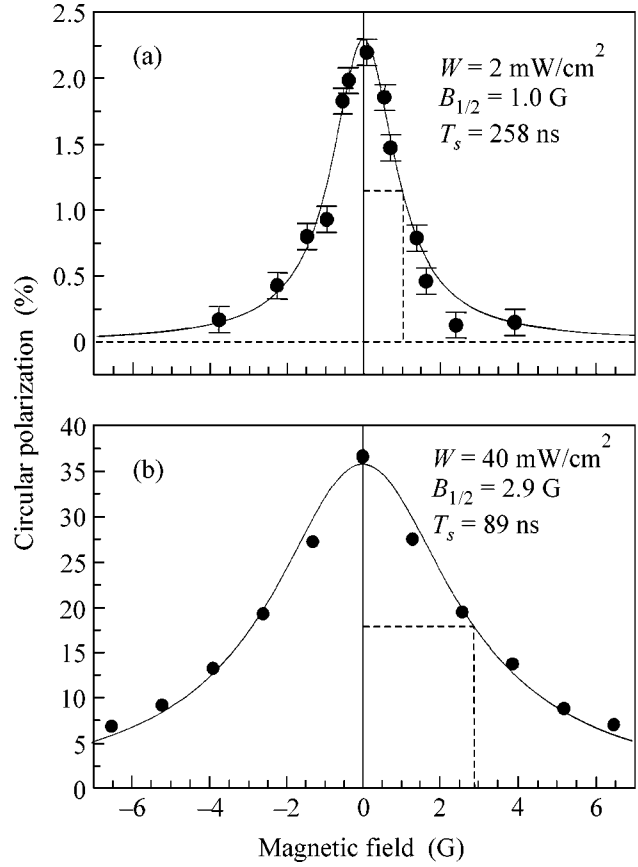 2.5
2.0
1.5
1.0
0.5
0
(a)
W = 2 mW/cm²
B₁/₂ = 1.0 G
Tₛ = 258 ns
Circular polarization (%)
40
35
30
25
20
15
10
5
0
(b)
W = 40 mW/cm²
B₁/₂ = 2.9 G
Tₛ = 89 ns
−6 −4 −2 0 2 4 6
Magnetic field (G)